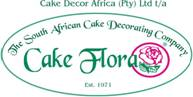 Cake Decor Africa (Pty) Ltd t/a
The South African Cake Decorating Company
Cake Flora
Est. 1971